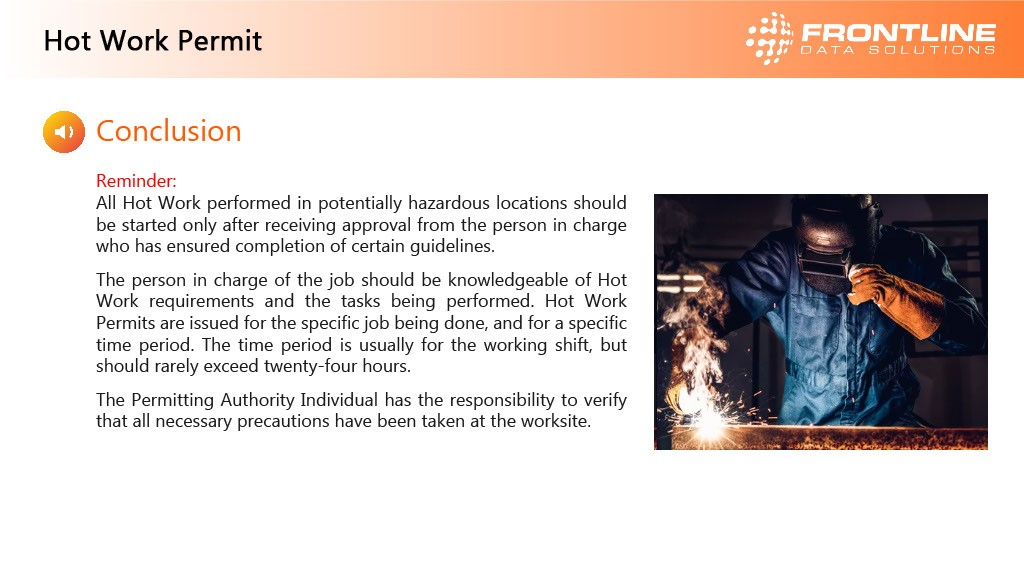 Hot Work Permit
FRONTLINE
DATA SOLUTIONS
Conclusion
Reminder:
All Hot Work performed in potentially hazardous locations should
be started only after receiving approval from the person in charge
who has ensured completion of certain guidelines.
The person in charge of the job should be knowledgeable of Hot
Work requirements and the tasks being performed. Hot Work
Permits are issued for the specific job being done, and for a specific
time period. The time period is usually for the working shift, but
should rarely exceed twenty-four hours.
The Permitting Authority Individual has the responsibility to verify
that all necessary precautions have been taken at the worksite.